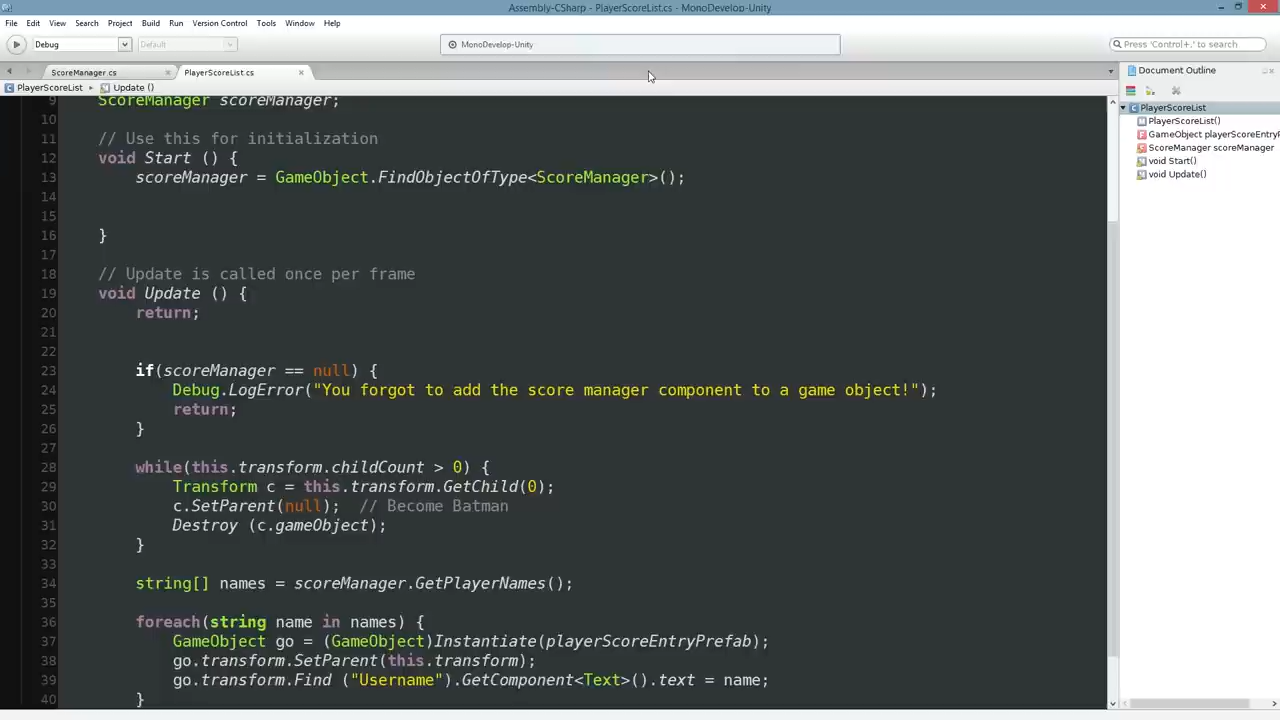 Assembly-CSharp - PlayerScoreList.cs - MonoDevelop-Unity
File Edit View Search Project Build Run Version Control Tools Window Help
Debug Default MonoDevelop-Unity Press 'Control+,' to search
ScoreManager.cs PlayerScoreList.cs Document Outline
PlayerScoreList Update ()
9 ScoreManager scoreManager;
10
11 // Use this for initialization
12 void Start () {
13 scoreManager = GameObject.FindObjectOfType<ScoreManager>();
14
15
16 }
17
18 // Update is called once per frame
19 void Update () {
20 return;
21
22
23 if(scoreManager == null) {
24 Debug.LogError("You forgot to add the score manager component to a game object!");
25 return;
26 }
27
28 while(this.transform.childCount > 0) {
29 Transform c = this.transform.GetChild(0);
30 c.SetParent(null); // Become Batman
31 Destroy (c.gameObject);
32 }
33
34 string[] names = scoreManager.GetPlayerNames();
35
36 foreach(string name in names) {
37 GameObject go = (GameObject)Instantiate(playerScoreEntryPrefab);
38 go.transform.SetParent(this.transform);
39 go.transform.Find ("Username").GetComponent<Text>().text = name;
40 }
PlayerScoreList
PlayerScoreList()
GameObject playerScoreEntryP
ScoreManager scoreManager
void Start()
void Update()